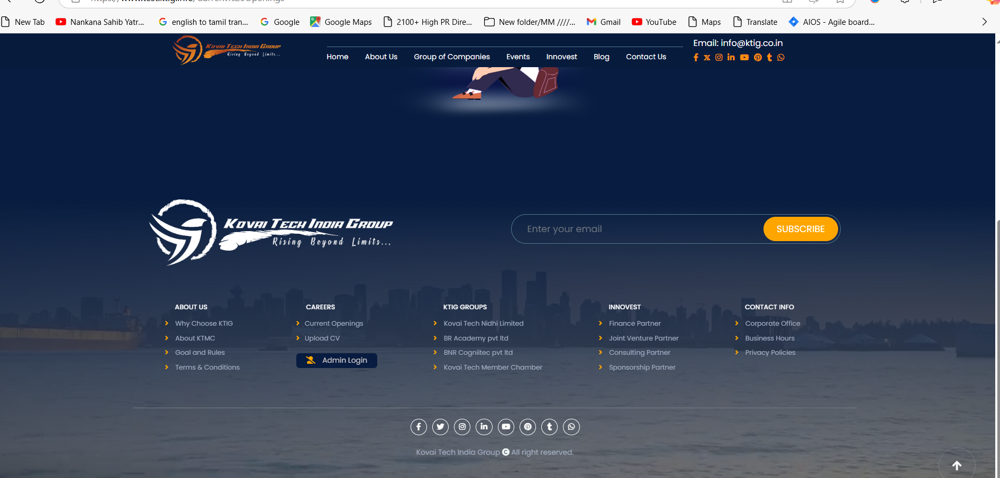 New Tab
Nankana Sahib Yatr...
english to tamil tran...
Google
Google Maps
2100+ High PR Dire...
New folder/MM ////...
Gmail
YouTube
Maps
Translate
AIOS - Agile board...
Kovai Tech India Group
Rising Beyond Limits...
Home
About Us
Group of Companies
Events
Innovest
Blog
Contact Us
Email: info@ktig.co.in
Kovai Tech India Group
Rising Beyond Limits...
Enter your email
SUBSCRIBE
ABOUT US
Why Choose KTIG
About KTMC
Goal and Rules
Terms & Conditions
CAREERS
Current Openings
Upload CV
Admin Login
KTIG GROUPS
Kovai Tech Nidhi Limited
BR Academy pvt ltd
BNR Cogniitec pvt ltd
Kovai Tech Member Chamber
INNOVEST
Finance Partner
Joint Venture Partner
Consulting Partner
Sponsorship Partner
CONTACT INFO
Corporate Office
Business Hours
Privacy Policies
Kovai Tech India Group © All right reserved.